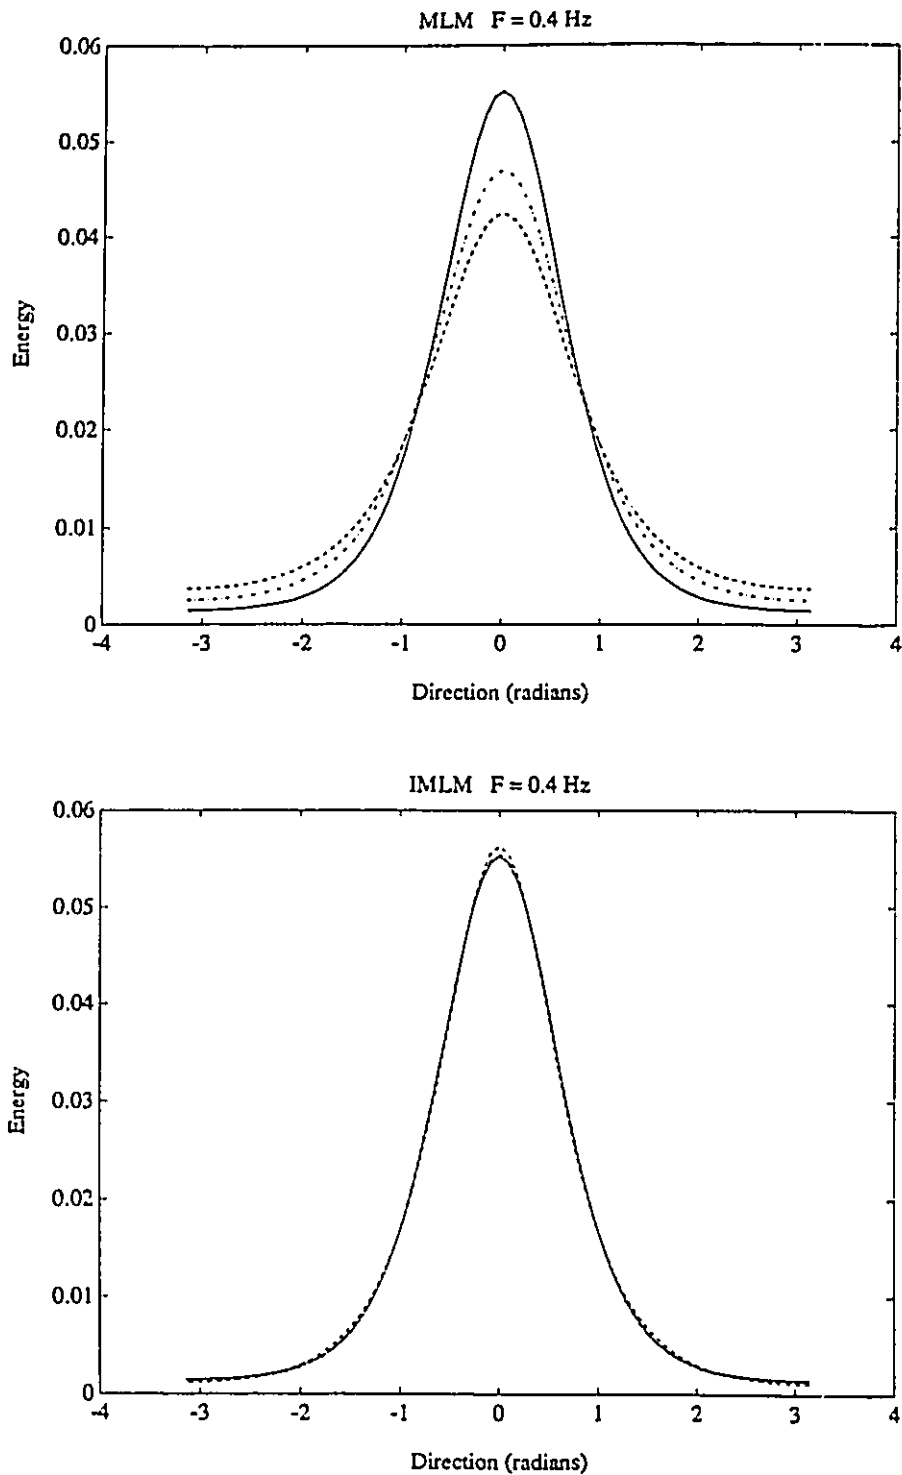 MLM F = 0.4 Hz
0.06
0.05
0.04
0.03
0.02
0.01
0
Energy
-4 -3 -2 -1 0 1 2 3 4
Direction (radians)
IMLM F = 0.4 Hz
0.06
0.05
0.04
0.03
0.02
0.01
0
Energy
-4 -3 -2 -1 0 1 2 3 4
Direction (radians)